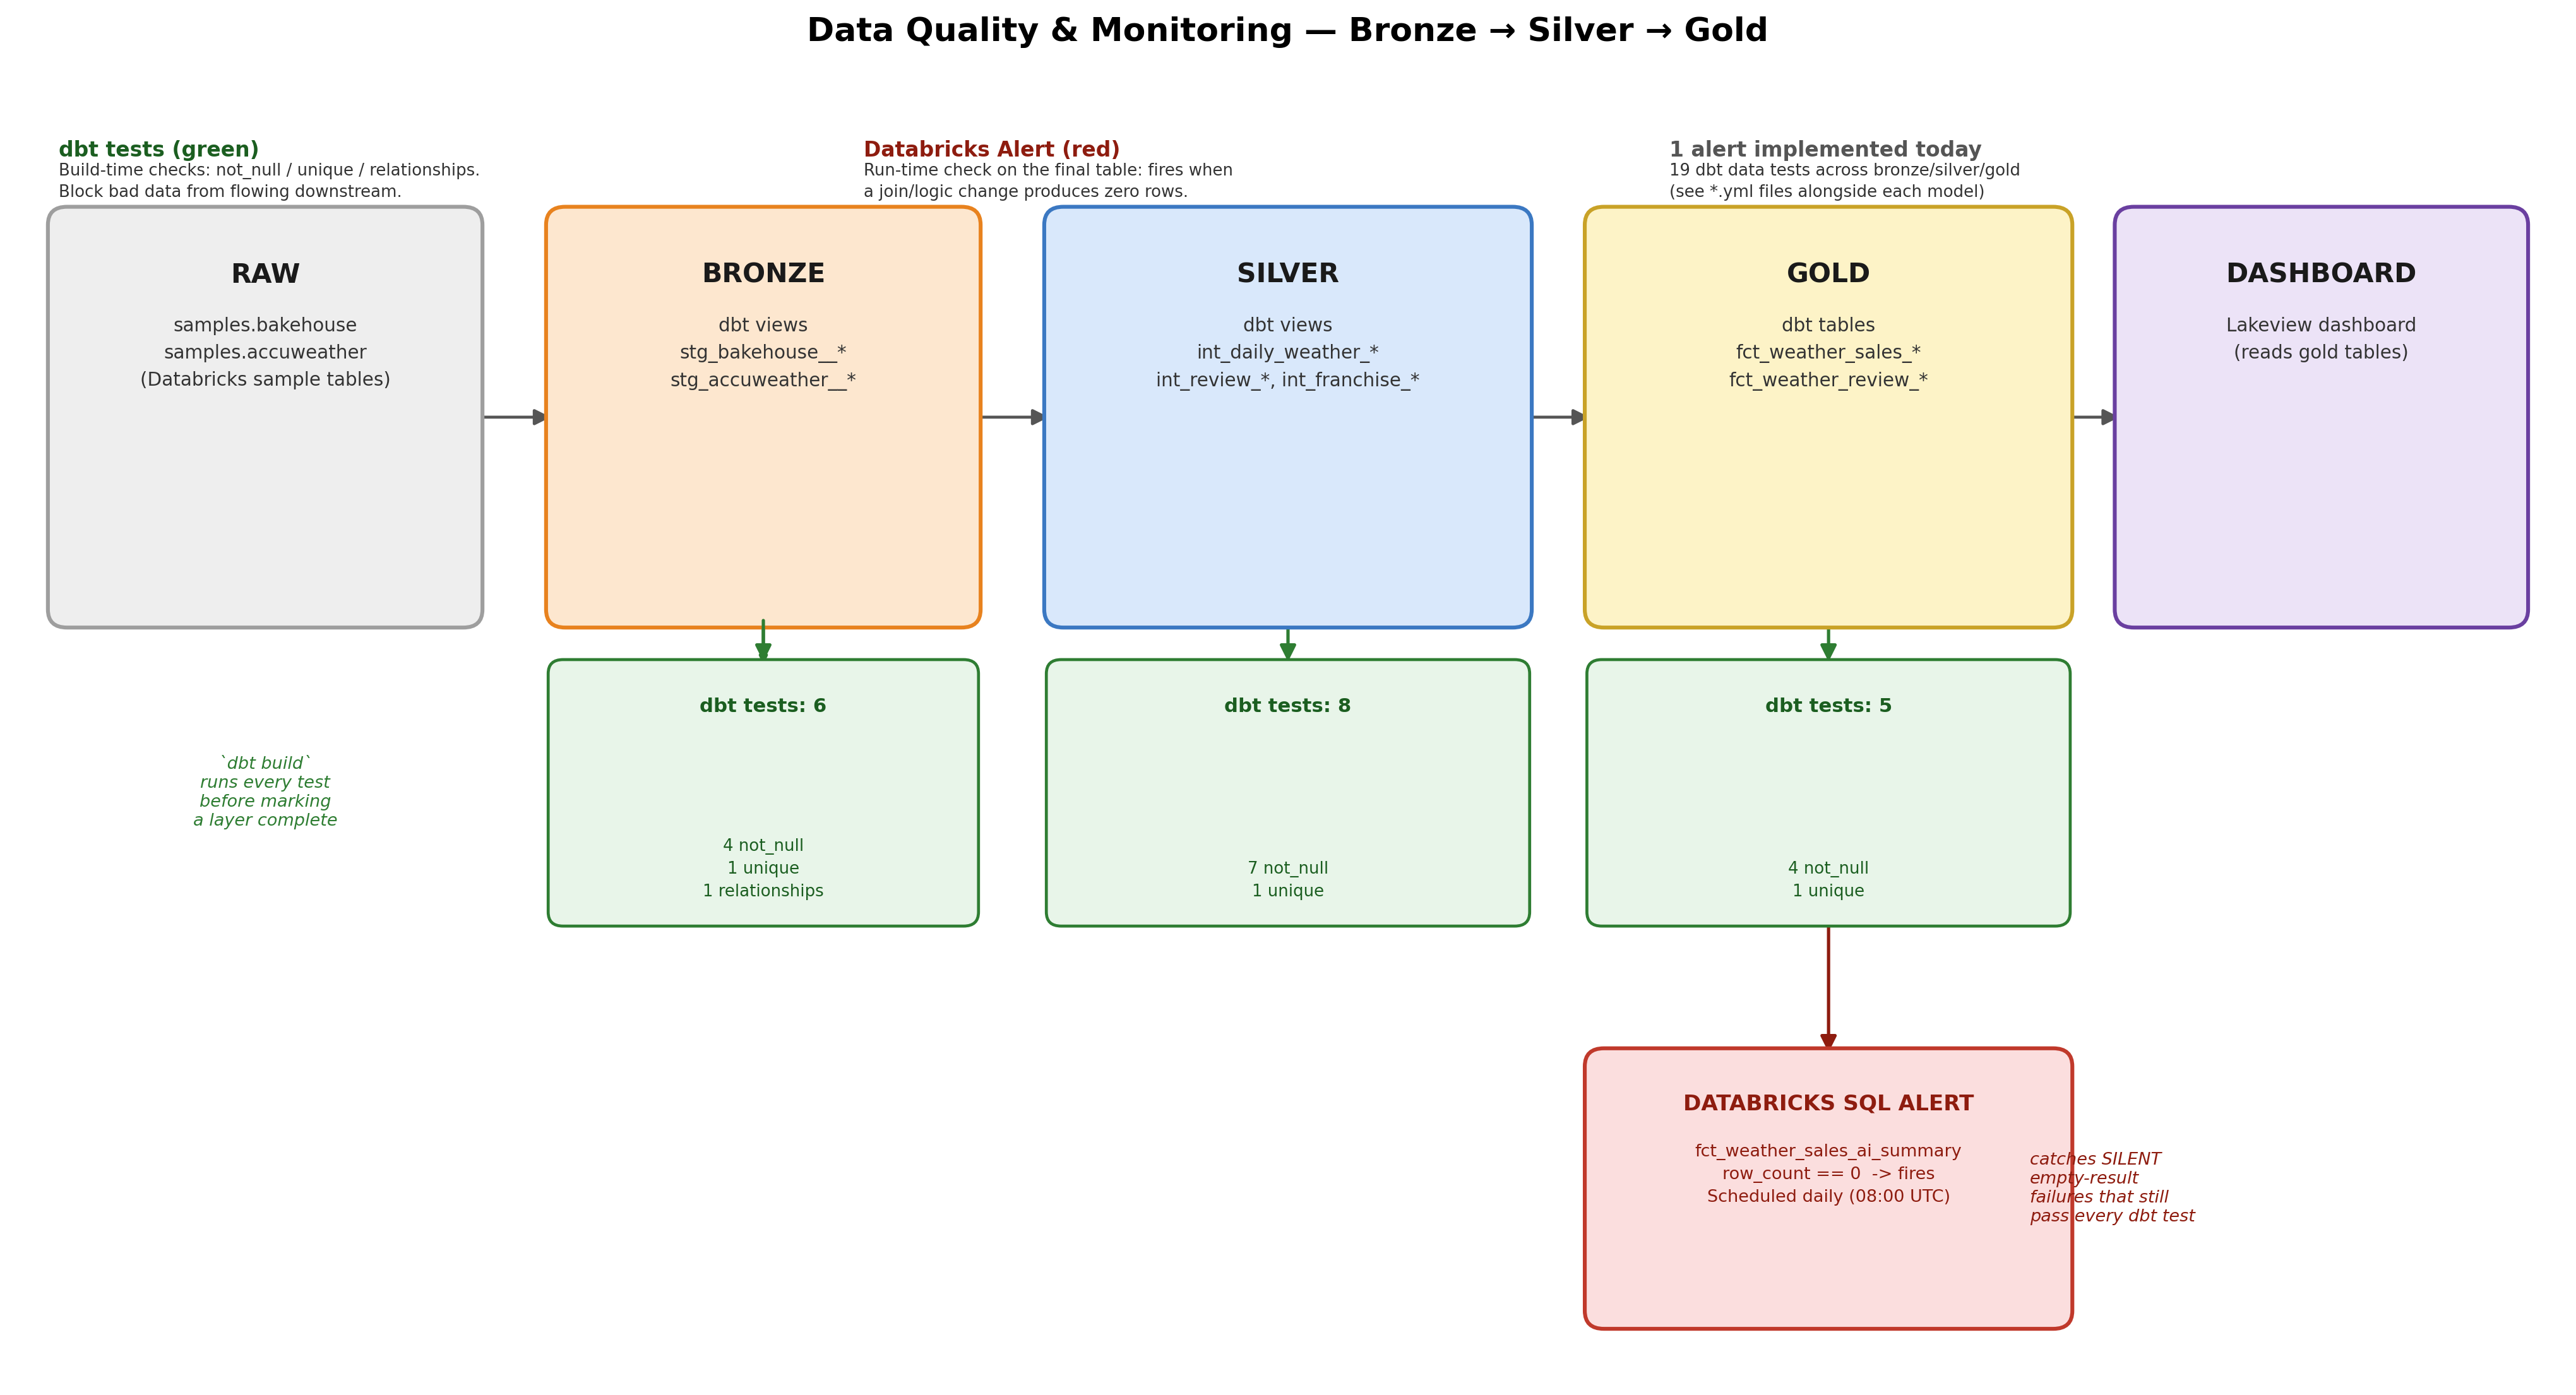 Data Quality & Monitoring — Bronze → Silver → Gold
dbt tests (green)
Build-time checks: not_null / unique / relationships.
Block bad data from flowing downstream.
Databricks Alert (red)
Run-time check on the final table: fires when
a join/logic change produces zero rows.
1 alert implemented today
19 dbt data tests across bronze/silver/gold
(see *.yml files alongside each model)
RAW
samples.bakehouse
samples.accuweather
(Databricks sample tables)
BRONZE
dbt views
stg_bakehouse__*
stg_accuweather__*
SILVER
dbt views
int_daily_weather_*
int_review_*, int_franchise_*
GOLD
dbt tables
fct_weather_sales_*
fct_weather_review_*
DASHBOARD
Lakeview dashboard
(reads gold tables)
`dbt build`
runs every test
before marking
a layer complete
dbt tests: 6
4 not_null
1 unique
1 relationships
dbt tests: 8
7 not_null
1 unique
dbt tests: 5
4 not_null
1 unique
DATABRICKS SQL ALERT
fct_weather_sales_ai_summary
row_count == 0  -> fires
Scheduled daily (08:00 UTC)
catches SILENT
empty-result
failures that still
pass every dbt test